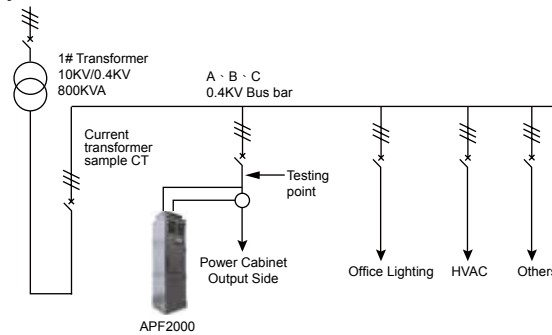 1# Transformer
10KV/0.4KV
800KVA
A、B、C
0.4KV Bus bar
Current
transformer
sample CT
Testing
point
Power Cabinet
Output Side
Office Lighting
HVAC
Others
APF2000